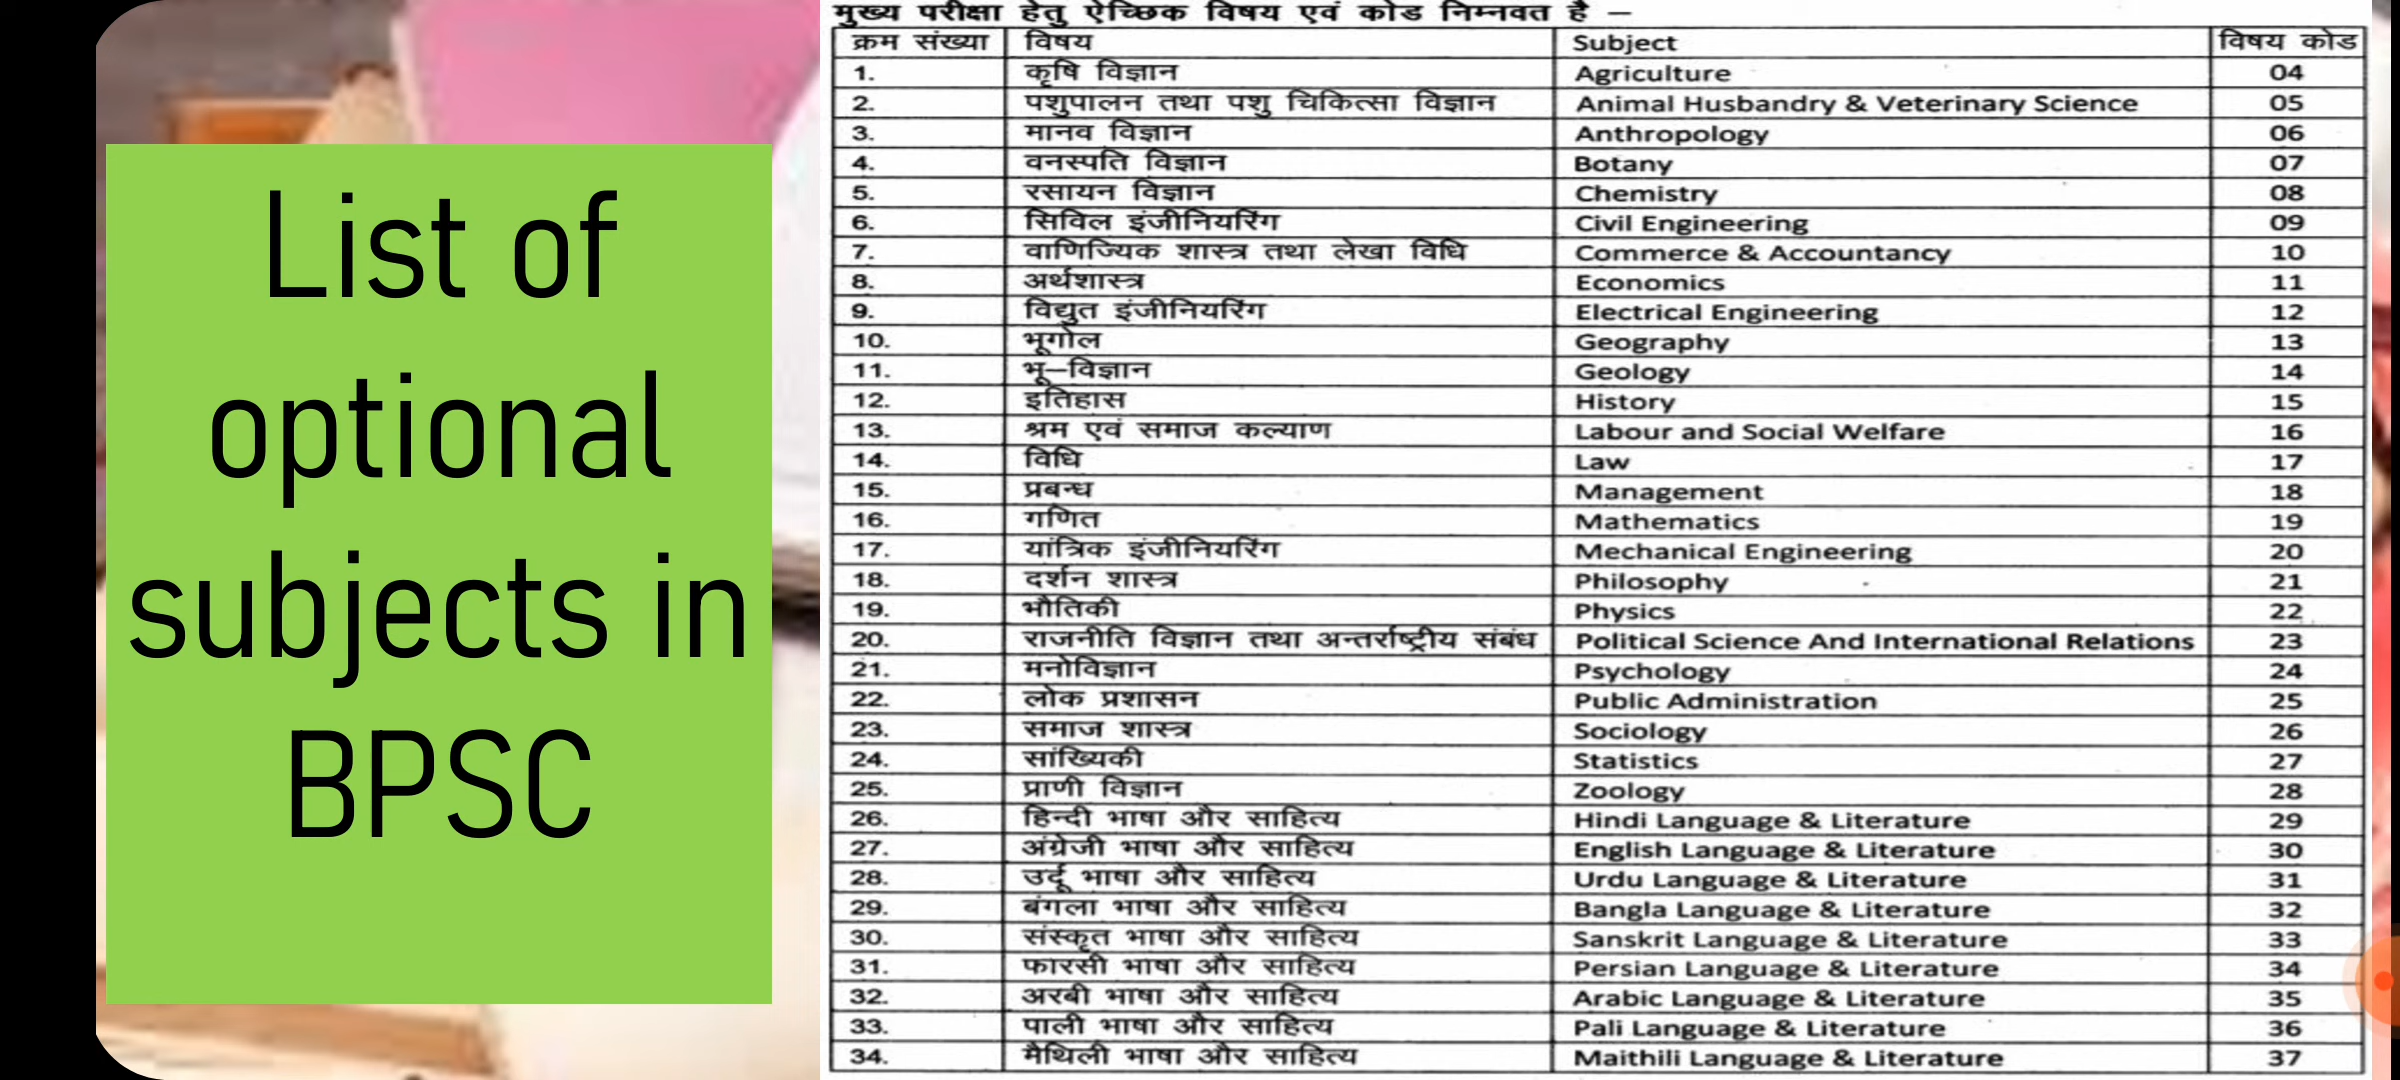 List of
optional
subjects in
BPSC
मुख्य परीक्षा हेतु ऐच्छिक विषय एवं कोड निम्नवत है –
क्रम संख्या विषय Subject विषय कोड
1. कृषि विज्ञान Agriculture 04
2. पशुपालन तथा पशु चिकित्सा विज्ञान Animal Husbandry & Veterinary Science 05
3. मानव विज्ञान Anthropology 06
4. वनस्पति विज्ञान Botany 07
5. रसायन विज्ञान Chemistry 08
6. सिविल इंजीनियरिंग Civil Engineering 09
7. वाणिज्यिक शास्त्र तथा लेखा विधि Commerce & Accountancy 10
8. अर्थशास्त्र Economics 11
9. विद्युत इंजीनियरिंग Electrical Engineering 12
10. भूगोल Geography 13
11. भू–विज्ञान Geology 14
12. इतिहास History 15
13. श्रम एवं समाज कल्याण Labour and Social Welfare 16
14. विधि Law 17
15. प्रबन्ध Management 18
16. गणित Mathematics 19
17. यांत्रिक इंजीनियरिंग Mechanical Engineering 20
18. दर्शन शास्त्र Philosophy 21
19. भौतिकी Physics 22
20. राजनीति विज्ञान तथा अन्तर्राष्ट्रीय संबंध Political Science And International Relations 23
21. मनोविज्ञान Psychology 24
22. लोक प्रशासन Public Administration 25
23. समाज शास्त्र Sociology 26
24. सांख्यिकी Statistics 27
25. प्राणी विज्ञान Zoology 28
26. हिन्दी भाषा और साहित्य Hindi Language & Literature 29
27. अंग्रेजी भाषा और साहित्य English Language & Literature 30
28. उर्दू भाषा और साहित्य Urdu Language & Literature 31
29. बंगला भाषा और साहित्य Bangla Language & Literature 32
30. संस्कृत भाषा और साहित्य Sanskrit Language & Literature 33
31. फारसी भाषा और साहित्य Persian Language & Literature 34
32. अरबी भाषा और साहित्य Arabic Language & Literature 35
33. पाली भाषा और साहित्य Pali Language & Literature 36
34. मैथिली भाषा और साहित्य Maithili Language & Literature 37